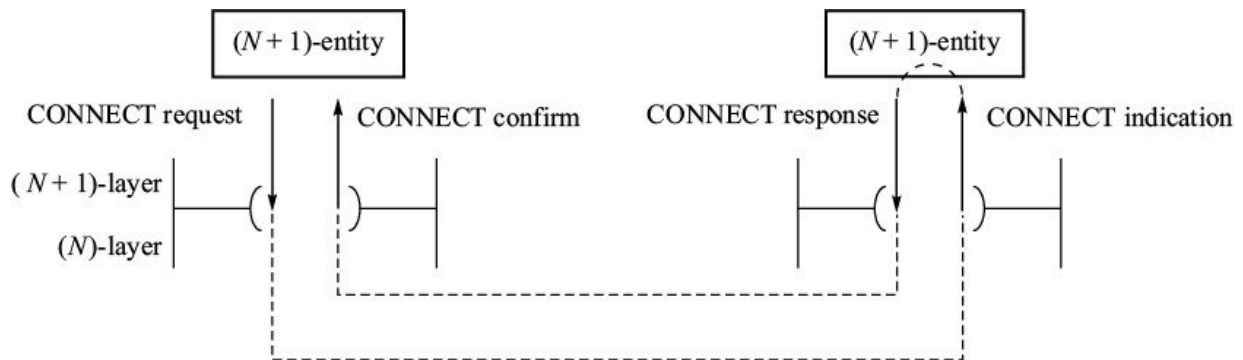 (N + 1)-entity
(N + 1)-entity
CONNECT request
CONNECT confirm
CONNECT response
CONNECT indication
(N + 1)-layer
(N)-layer